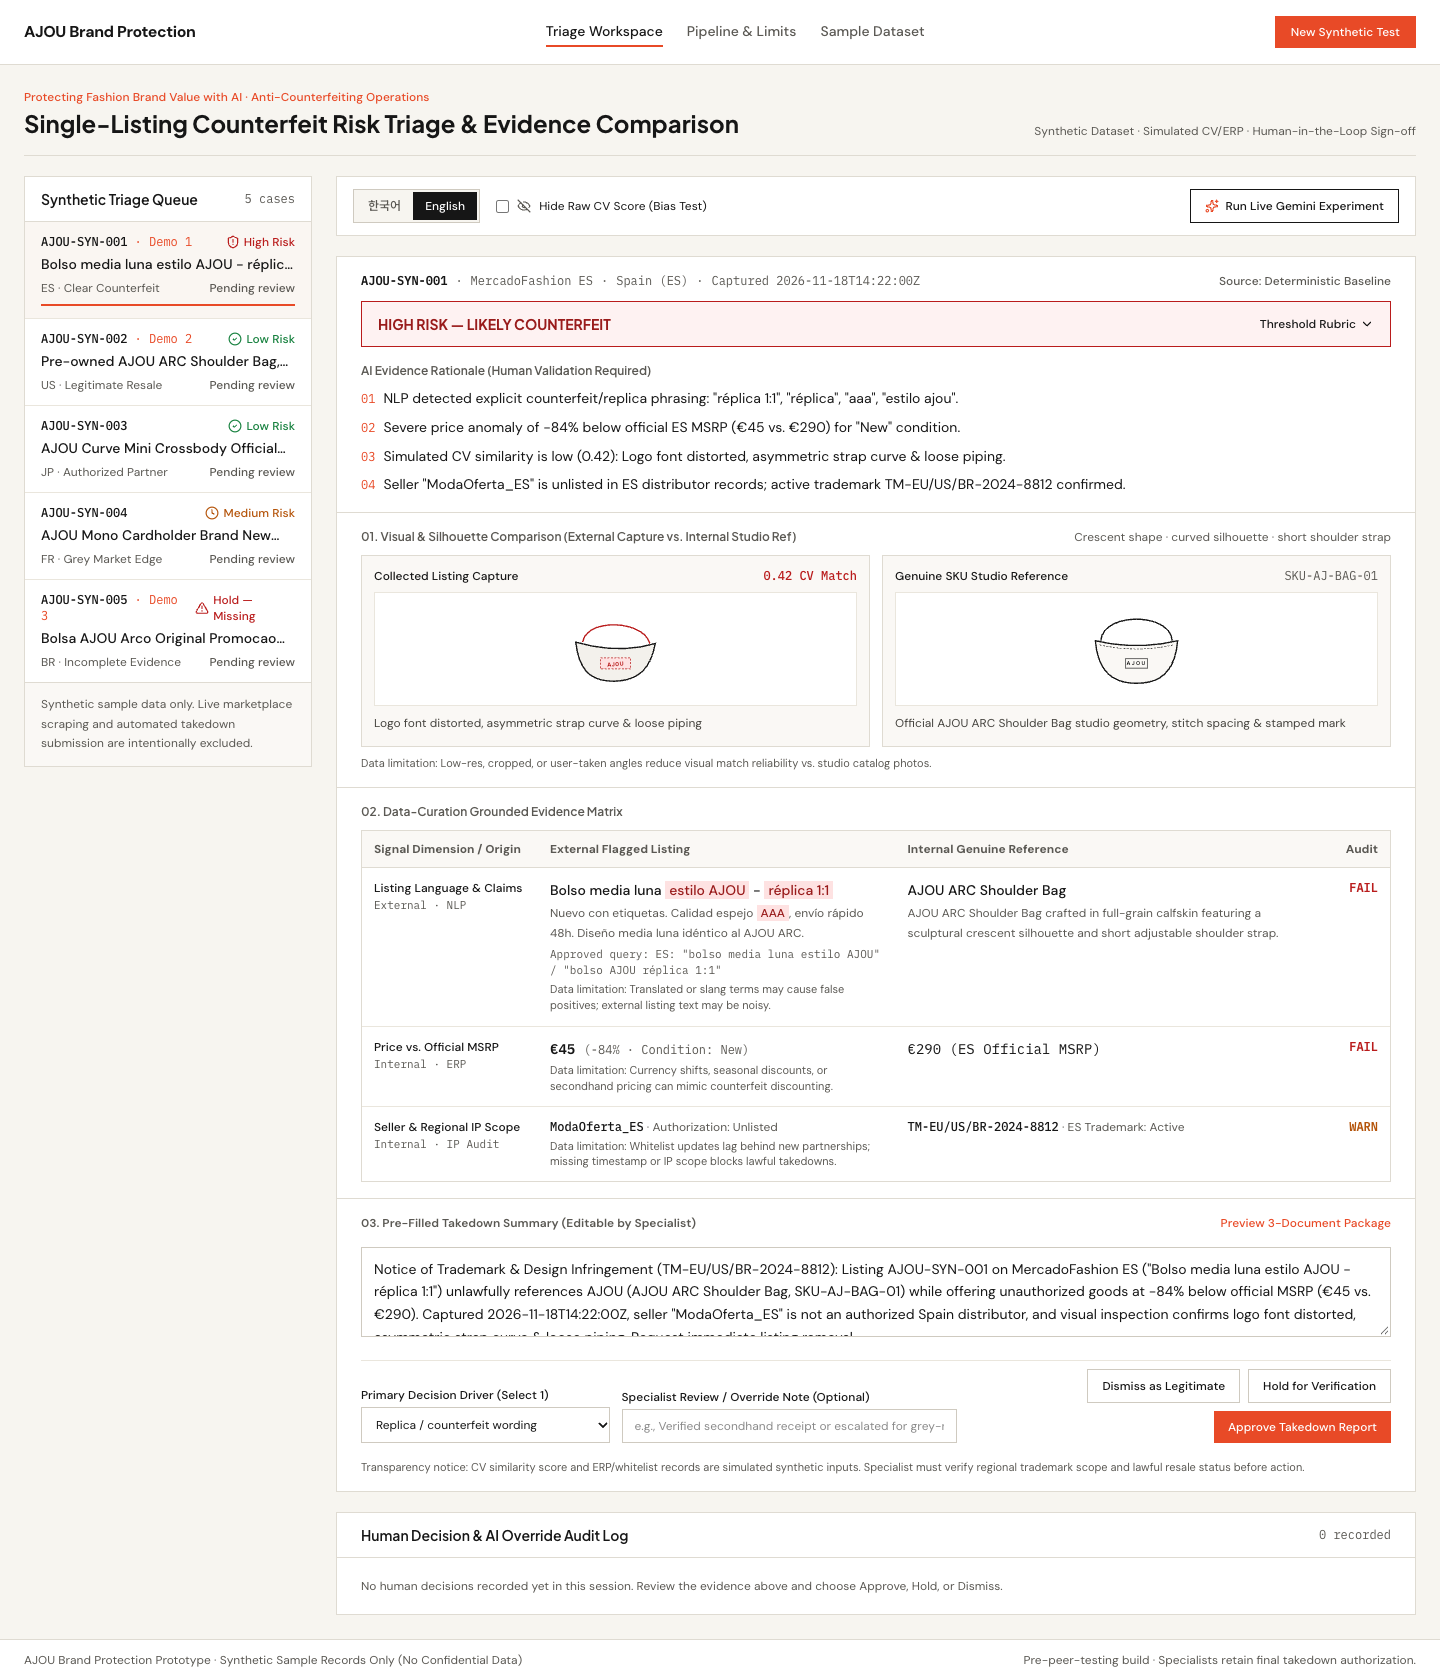 AJOU Brand Protection
Triage Workspace
Pipeline & Limits
Sample Dataset
New Synthetic Test
Protecting Fashion Brand Value with AI · Anti-Counterfeiting Operations
Single-Listing Counterfeit Risk Triage & Evidence Comparison
Synthetic Dataset · Simulated CV/ERP · Human-in-the-Loop Sign-off
Synthetic Triage Queue
5 cases
AJOU-SYN-001 · Demo 1
High Risk
Bolso media luna estilo AJOU - réplic...
ES · Clear Counterfeit
Pending review
AJOU-SYN-002 · Demo 2
Low Risk
Pre-owned AJOU ARC Shoulder Bag,...
US · Legitimate Resale
Pending review
AJOU-SYN-003
Low Risk
AJOU Curve Mini Crossbody Official...
JP · Authorized Partner
Pending review
AJOU-SYN-004
Medium Risk
AJOU Mono Cardholder Brand New...
FR · Grey Market Edge
Pending review
AJOU-SYN-005 · Demo
3
Hold —
Missing
Bolsa AJOU Arco Original Promocao...
BR · Incomplete Evidence
Pending review
Synthetic sample data only. Live marketplace
scraping and automated takedown
submission are intentionally excluded.
한국어
English
Hide Raw CV Score (Bias Test)
Run Live Gemini Experiment
AJOU-SYN-001 · MercadoFashion ES · Spain (ES) · Captured 2026-11-18T14:22:00Z
Source: Deterministic Baseline
HIGH RISK — LIKELY COUNTERFEIT
Threshold Rubric
AI Evidence Rationale (Human Validation Required)
01 NLP detected explicit counterfeit/replica phrasing: "réplica 1:1", "réplica", "aaa", "estilo ajou".
02 Severe price anomaly of -84% below official ES MSRP (€45 vs. €290) for "New" condition.
03 Simulated CV similarity is low (0.42): Logo font distorted, asymmetric strap curve & loose piping.
04 Seller "ModaOferta_ES" is unlisted in ES distributor records; active trademark TM-EU/US/BR-2024-8812 confirmed.
01. Visual & Silhouette Comparison (External Capture vs. Internal Studio Ref)
Crescent shape · curved silhouette · short shoulder strap
Collected Listing Capture
0.42 CV Match
AJOU
Logo font distorted, asymmetric strap curve & loose piping
Genuine SKU Studio Reference
SKU-AJ-BAG-01
AJOU
Official AJOU ARC Shoulder Bag studio geometry, stitch spacing & stamped mark
Data limitation: Low-res, cropped, or user-taken angles reduce visual match reliability vs. studio catalog photos.
02. Data-Curation Grounded Evidence Matrix
Signal Dimension / Origin
External Flagged Listing
Internal Genuine Reference
Audit
Listing Language & Claims
External · NLP
Bolso media luna estilo AJOU - réplica 1:1
Nuevo con etiquetas. Calidad espejo AAA, envío rápido
48h. Diseño media luna idéntico al AJOU ARC.
Approved query: ES: "bolso media luna estilo AJOU"
/ "bolso AJOU réplica 1:1"
Data limitation: Translated or slang terms may cause false
positives; external listing text may be noisy.
AJOU ARC Shoulder Bag
AJOU ARC Shoulder Bag crafted in full-grain calfskin featuring a
sculptural crescent silhouette and short adjustable shoulder strap.
FAIL
Price vs. Official MSRP
Internal · ERP
€45 (-84% · Condition: New)
Data limitation: Currency shifts, seasonal discounts, or
secondhand pricing can mimic counterfeit discounting.
€290 (ES Official MSRP)
FAIL
Seller & Regional IP Scope
Internal · IP Audit
ModaOferta_ES · Authorization: Unlisted
Data limitation: Whitelist updates lag behind new partnerships;
missing timestamp or IP scope blocks lawful takedowns.
TM-EU/US/BR-2024-8812 · ES Trademark: Active
WARN
03. Pre-Filled Takedown Summary (Editable by Specialist)
Preview 3-Document Package
Notice of Trademark & Design Infringement (TM-EU/US/BR-2024-8812): Listing AJOU-SYN-001 on MercadoFashion ES ("Bolso media luna estilo AJOU -
réplica 1:1") unlawfully references AJOU (AJOU ARC Shoulder Bag, SKU-AJ-BAG-01) while offering unauthorized goods at -84% below official MSRP (€45 vs.
€290). Captured 2026-11-18T14:22:00Z, seller "ModaOferta_ES" is not an authorized Spain distributor, and visual inspection confirms logo font distorted,
asymmetric strap curve & loose piping. Request immediate listing removal.
Primary Decision Driver (Select 1)
Replica / counterfeit wording
Specialist Review / Override Note (Optional)
e.g., Verified secondhand receipt or escalated for grey-r
Dismiss as Legitimate
Hold for Verification
Approve Takedown Report
Transparency notice: CV similarity score and ERP/whitelist records are simulated synthetic inputs. Specialist must verify regional trademark scope and lawful resale status before action.
Human Decision & AI Override Audit Log
0 recorded
No human decisions recorded yet in this session. Review the evidence above and choose Approve, Hold, or Dismiss.
AJOU Brand Protection Prototype · Synthetic Sample Records Only (No Confidential Data)
Pre-peer-testing build · Specialists retain final takedown authorization.